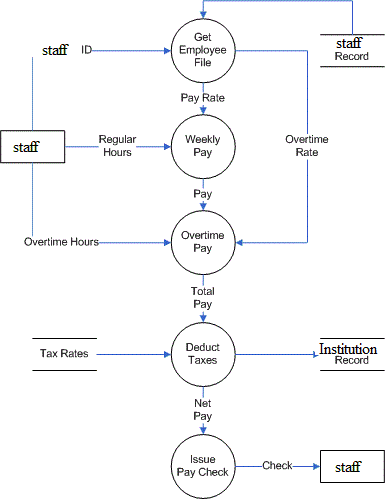 Get
Employee
File
staff ID
staff
Record
Pay Rate
staff
Regular
Hours
Weekly
Pay
Overtime
Rate
Pay
Overtime Hours
Overtime
Pay
Total
Pay
Tax Rates
Deduct
Taxes
Institution
Record
Net
Pay
Issue
Pay Check
Check
staff